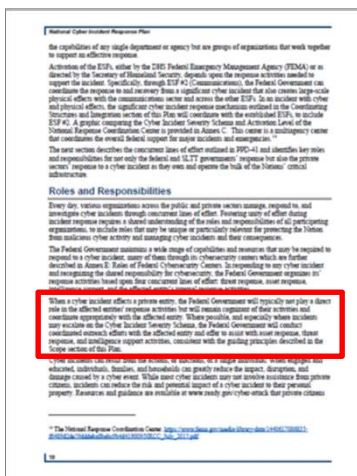 National Cyber Incident Response Plan
the capabilities of any single department or agency but are groups of organizations that work together
to support an effective response.
Activation of the ESFs, either by the DHS Federal Emergency Management Agency (FEMA) or as
directed by the Secretary of Homeland Security, depends upon the response activities needed to
support the incident. Specifically, through ESF #2 (Communications), the Federal Government can
coordinate the response to and recovery from a significant cyber incident that also creates large-scale
physical effects with the communications sector and across the other ESFs. In an incident with cyber
and physical effects, the significant cyber incident response mechanism outlined in the Coordinating
Structures and Integration section of this Plan will coordinate with the established ESFs, to include
ESF #2. A graphic comparing the Cyber Incident Severity Schema and Activation Level of the
National Response Coordination Center is provided in Annex C. This center is a multiagency center
that coordinates the overall federal support for major incidents and emergencies.
The next section describes the concurrent lines of effort outlined in PPD-41 and identifies key roles
and responsibilities for not only the federal and SLTT governments' response but also the private
sectors' response to a cyber incident as they own and operate the bulk of the Nations' critical
infrastructure.
Roles and Responsibilities
Every day, various organizations across the public and private sectors manage, respond to, and
investigate cyber incidents through concurrent lines of effort. Fostering unity of effort during
incident response requires a shared understanding of the roles and responsibilities of all participating
organizations, to include roles that may be unique or particularly relevant for protecting the Nation
from malicious cyber activity and managing cyber incidents and their consequences.
The Federal Government maintains a wide range of capabilities and resources that may be required to
respond to a cyber incident, many of them through its cybersecurity centers which are further
described in Annex E: Roles of Federal Cybersecurity Centers. In responding to any cyber incident
and recognizing the shared responsibility for cybersecurity, the Federal Government organizes its'
response activities based upon four concurrent lines of effort: threat response, asset response,
intelligence support, and the affected entity's internal response activities.
When a cyber incident affects a private entity, the Federal Government will typically not play a direct
role in the affected entities' response activities but will remain cognizant of their activities and
coordinate appropriately with the affected entity. Where possible, and especially where incidents
may escalate on the Cyber Incident Severity Schema, the Federal Government will conduct
coordinated outreach efforts with the affected entity and offer to assist with asset response, threat
response, and intelligence support activities, consistent with the guiding principles described in the
Scope section of this Plan.
Cyber incidents can result from the actions, or inactions, of a single individual. When engaged and
educated, individuals, families, and households can greatly reduce the impact, disruption, and
damage caused by a cyber event. While most cyber incidents may not involve assistance from private
citizens, incidents can reduce the risk and potential impact of a cyber incident to their personal
property. Resources and guidance are available at www.ready.gov/cyber-attack that private citizens
The National Response Coordination Center,
10